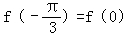 f (-π/3) =f (0)